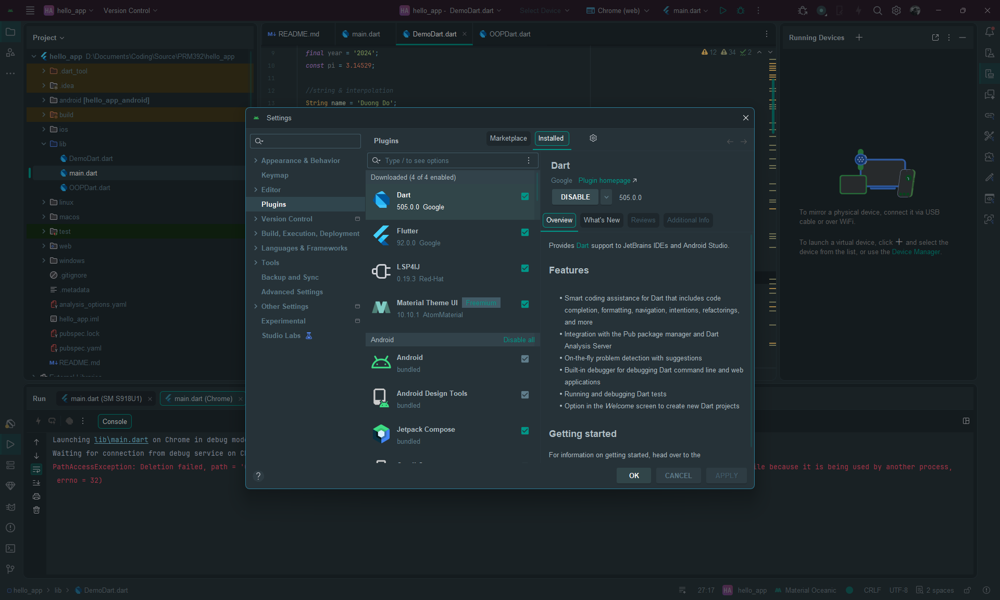 HA hello_app Version Control
HA hello_app - DemoDart.dart Select Device Chrome (web) main.dart
Project
hello_app D:\Documents\Coding\Source\PRM392\hello_app
.dart_tool
.idea
android [hello_app_android]
build
ios
lib
DemoDart.dart
main.dart
OOPDart.dart
linux
macos
test
web
windows
.gitignore
.metadata
analysis_options.yaml
hello_app.iml
pubspec.lock
pubspec.yaml
M↓ README.md
M↓ README.md main.dart DemoDart.dart OOPDart.dart
9 final year = '2024';
10 const pi = 3.14529;
11
12 //string & interpolation
13 String name = 'Duong Do';
12 34 2
Running Devices
To mirror a physical device, connect it via USB
cable or over WiFi.
To launch a virtual device, click + and select the
device from the list, or use the Device Manager.
Settings
Appearance & Behavior
Keymap
Editor
Plugins
Version Control
Build, Execution, Deployment
Languages & Frameworks
Tools
Backup and Sync
Advanced Settings
Other Settings
Experimental
Studio Labs
Plugins Marketplace Installed
Type / to see options
Downloaded (4 of 4 enabled)
Dart
505.0.0 Google
Flutter
92.0.0 Google
LSP4IJ
0.19.3 Red-Hat
Material Theme UI Freemium
10.10.1 AtomMaterial
Android Disable all
Android
bundled
Android Design Tools
bundled
Jetpack Compose
bundled
Dart
Google Plugin homepage ↗
DISABLE 505.0.0
Overview What's New Reviews Additional Info
Provides Dart support to JetBrains IDEs and Android Studio.
Features
• Smart coding assistance for Dart that includes code
completion, formatting, navigation, intentions, refactorings,
and more
• Integration with the Pub package manager and Dart
Analysis Server
• On-the-fly problem detection with suggestions
• Built-in debugger for debugging Dart command line and web
applications
• Running and debugging Dart tests
• Option in the Welcome screen to create new Dart projects
Getting started
For information on getting started, head over to the
? OK CANCEL APPLY
Run main.dart (SM S918U1) main.dart (Chrome)
Console
Launching lib\main.dart on Chrome in debug
Waiting for connection from debug service on
PathAccessException: Deletion failed, path = ' because it is being used by another process,
errno = 32)
hello_app > lib > DemoDart.dart
27:17 HA hello_app Material Oceanic CRLF UTF-8 2 spaces